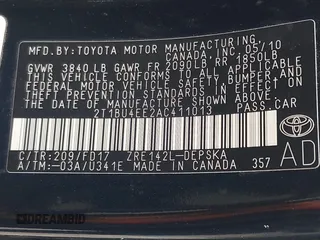 MFD.BY:TOYOTA MOTOR MANUFACTURING
CANADA,INC.05/10
GVWR 3840 LB GAWR FR 2090LB RR 1850LB
THIS VEHICLE CONFORMS TO ALL APPLICABLE
FEDERAL MOTOR VEHICLE SAFETY,BUMPER,AND
THEFT PREVENTION STANDARDS IN EFFECT ON
THE DATE OF MANUFACTURE SHOWN ABOVE.
2T1BU4EE2AC411013 PASS.CAR
C/TR:209/FD17 ZRE142L-DEPSKA
A/TM:-03A/U341E MADE IN CANADA 357
AD
TOYOTA
DREAMBID